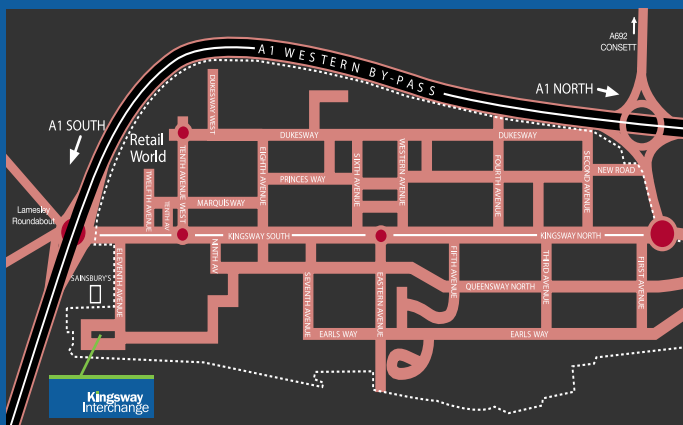 A692
CONSETT
A1 WESTERN BY-PASS
A1 NORTH
A1 SOUTH
DUKESWAY WEST
Retail
World
DUKESWAY
DUKESWAY
TENTH AVENUE WEST
EIGHTH AVENUE
SIXTH AVENUE
WESTERN AVENUE
FOURTH AVENUE
SECOND AVENUE
NEW ROAD
TWELFTH AVENUE
TENTH AV
PRINCES WAY
MARQUISWAY
Lamesley
Roundabout
KINGSWAY SOUTH
KINGSWAY NORTH
ELEVENTH AVENUE
NINTH AV
SEVENTH AVENUE
EASTERN AVENUE
FIFTH AVENUE
THIRD AVENUE
FIRST AVENUE
SAINSBURY'S
QUEENSWAY NORTH
EARLS WAY
EARLS WAY
Kingsway
Interchange